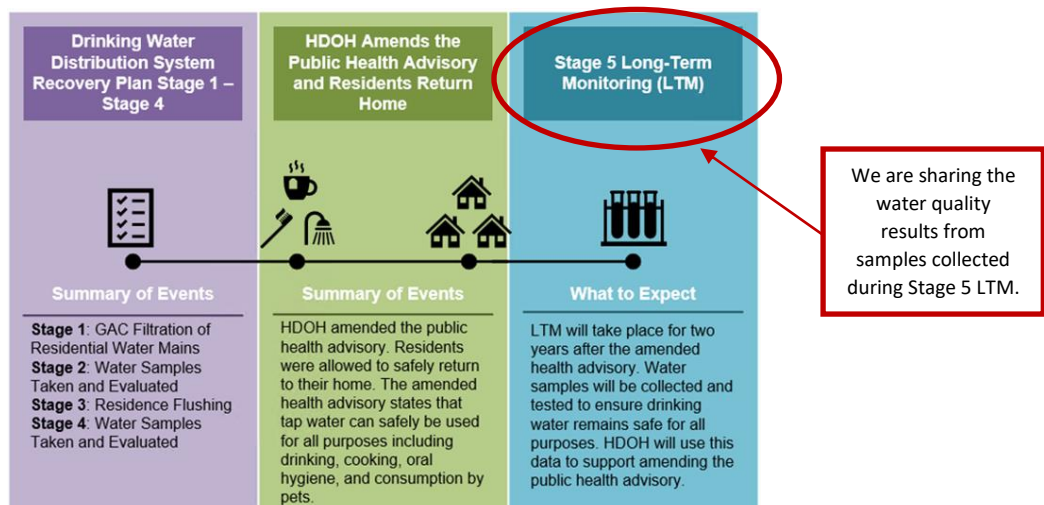 Drinking Water
Distribution System
Recovery Plan Stage 1 –
Stage 4
Summary of Events
Stage 1: GAC Filtration of
Residential Water Mains
Stage 2: Water Samples
Taken and Evaluated
Stage 3: Residence Flushing
Stage 4: Water Samples
Taken and Evaluated
HDOH Amends the
Public Health Advisory
and Residents Return
Home
Summary of Events
HDOH amended the public
health advisory. Residents
were allowed to safely return
to their home. The amended
health advisory states that
tap water can safely be used
for all purposes including
drinking, cooking, oral
hygiene, and consumption by
pets.
Stage 5 Long-Term
Monitoring (LTM)
What to Expect
LTM will take place for two
years after the amended
health advisory. Water
samples will be collected and
tested to ensure drinking
water remains safe for all
purposes. HDOH will use this
data to support amending the
public health advisory.
We are sharing the
water quality
results from
samples collected
during Stage 5 LTM.